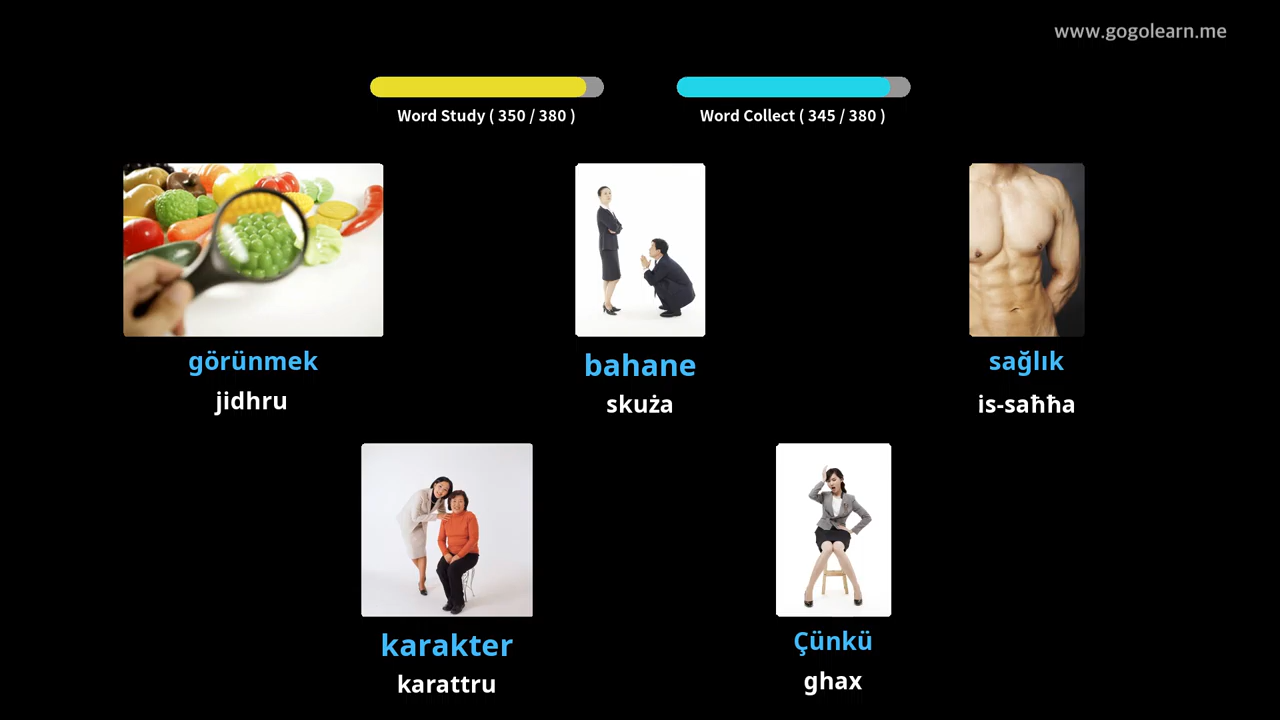 www.gogolearn.me
Word Study ( 350 / 380 )
Word Collect ( 345 / 380 )
görünmek
jidhru
bahane
skuża
sağlık
is-saħħa
karakter
karattru
Çünkü
ghax